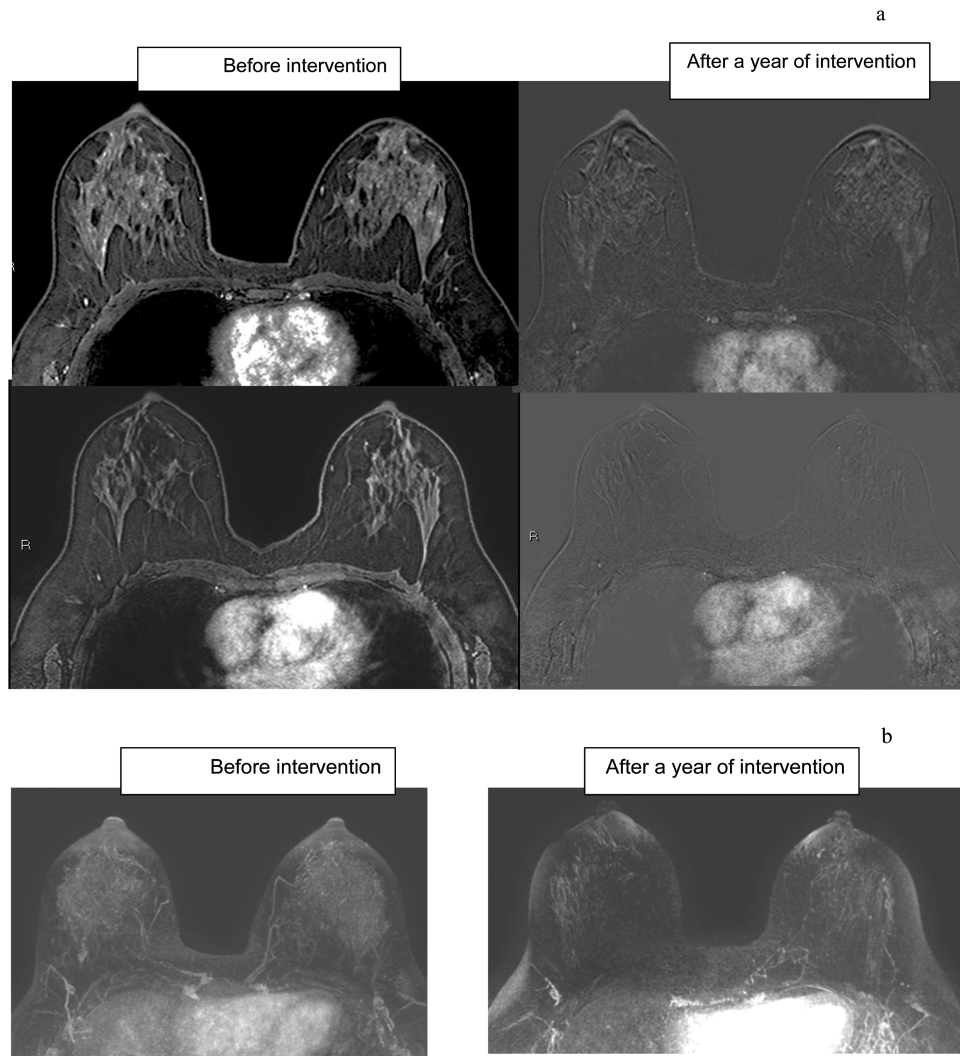 a
Before intervention
After a year of intervention
R
R
R
b
Before intervention
After a year of intervention